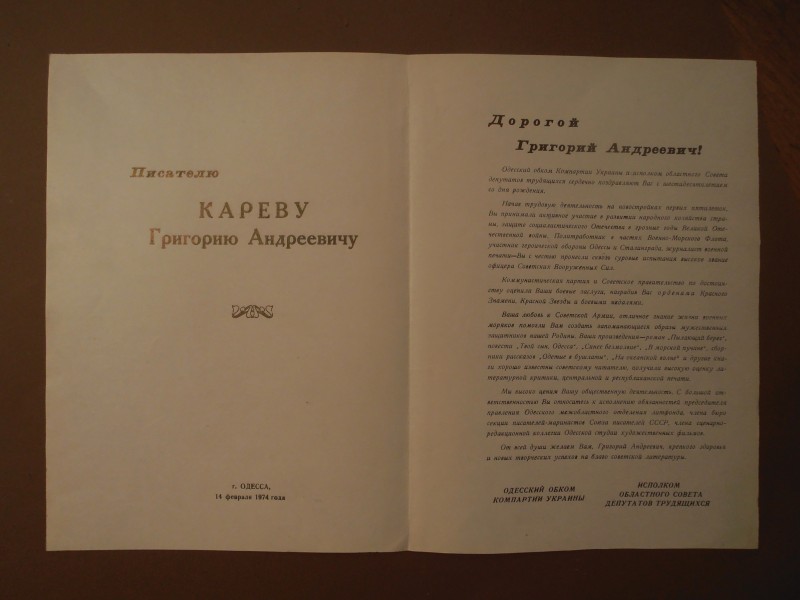 Писателю
КАРЕВУ
Григорию Андреевичу
г. ОДЕССА,
14 февраля 1974 года
Дорогой
Григорий Андреевич!
Одесский обком Компартии Украины и исполком областного Совета
депутатов трудящихся сердечно поздравляют Вас с шестидесятилетием
со дня рождения.
Начав трудовую деятельность на новостройках первых пятилеток,
Вы принимали активное участие в развитии народного хозяйства стра-
ны, защите социалистического Отечества в грозные годы Великой Оте-
чественной войны. Политработник в частях Военно-Морского Флота,
участник героической обороны Одессы и Сталинграда, журналист военной
печати—Вы с честью пронесли сквозь суровые испытания высокое звание
офицера Советских Вооруженных Сил.
Коммунистическая партия и Советское правительство по достоин-
ству оценили Ваши боевые заслуги, наградив Вас орденами Красного
Знамени, Красной Звезды и боевыми медалями.
Ваша любовь к Советской Армии, отличное знание жизни военных
моряков помогли Вам создать запоминающиеся образы мужественных
защитников нашей Родины. Ваши произведения—роман „Пылающий берег“,
повести „Твой сын, Одесса“, „Синее безмолвие“, „В морской пучине“, сбор-
ники рассказов „Одетые в бушлаты“, „На океанской волне“ и другие книги
хорошо известны советскому читателю, получили высокую оценку ли-
тературной критики, центральной и республиканской печати.
Мы высоко ценим Вашу общественную деятельность. С большой от-
ветственностью Вы относитесь к исполнению обязанностей председателя
правления Одесского межобластного отделения литфонда, члена бюро
секции писателей-маринистов Союза писателей СССР, члена сценарно-
редакционной коллегии Одесской студии художественных фильмов.
От всей души желаем Вам, Григорий Андреевич, крепкого здоровья
и новых творческих успехов на благо советской литературы.
ОДЕССКИЙ ОБКОМ
КОМПАРТИИ УКРАИНЫ
ИСПОЛКОМ
ОБЛАСТНОГО СОВЕТА
ДЕПУТАТОВ ТРУДЯЩИХСЯ